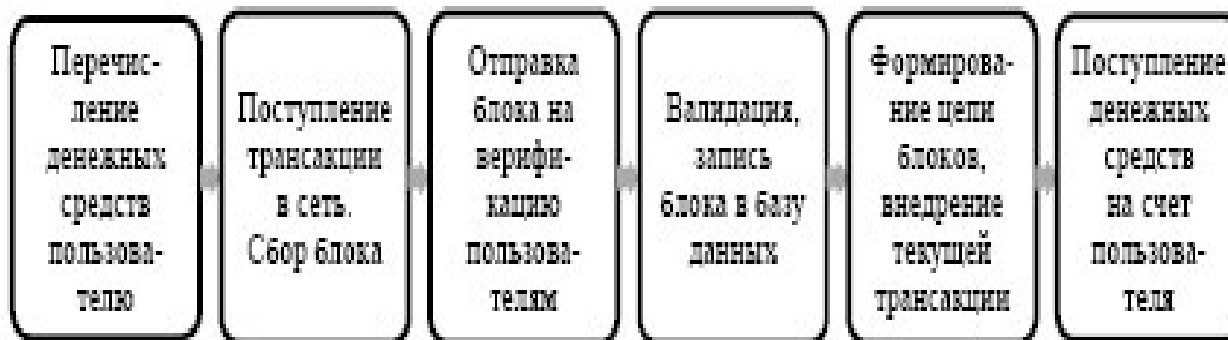 Перечис-
ление
денежных
средств
пользова-
телю
Поступление
трансакции
в сеть.
Сбор блока
Отправка
блока на
верифи-
кацию
пользова-
телям
Валидация,
запись
блока в базу
данных
Формирова-
ние цепи
блоков,
внедрение
текущей
трансакции
Поступление
денежных
средств
на счет
пользова-
теля